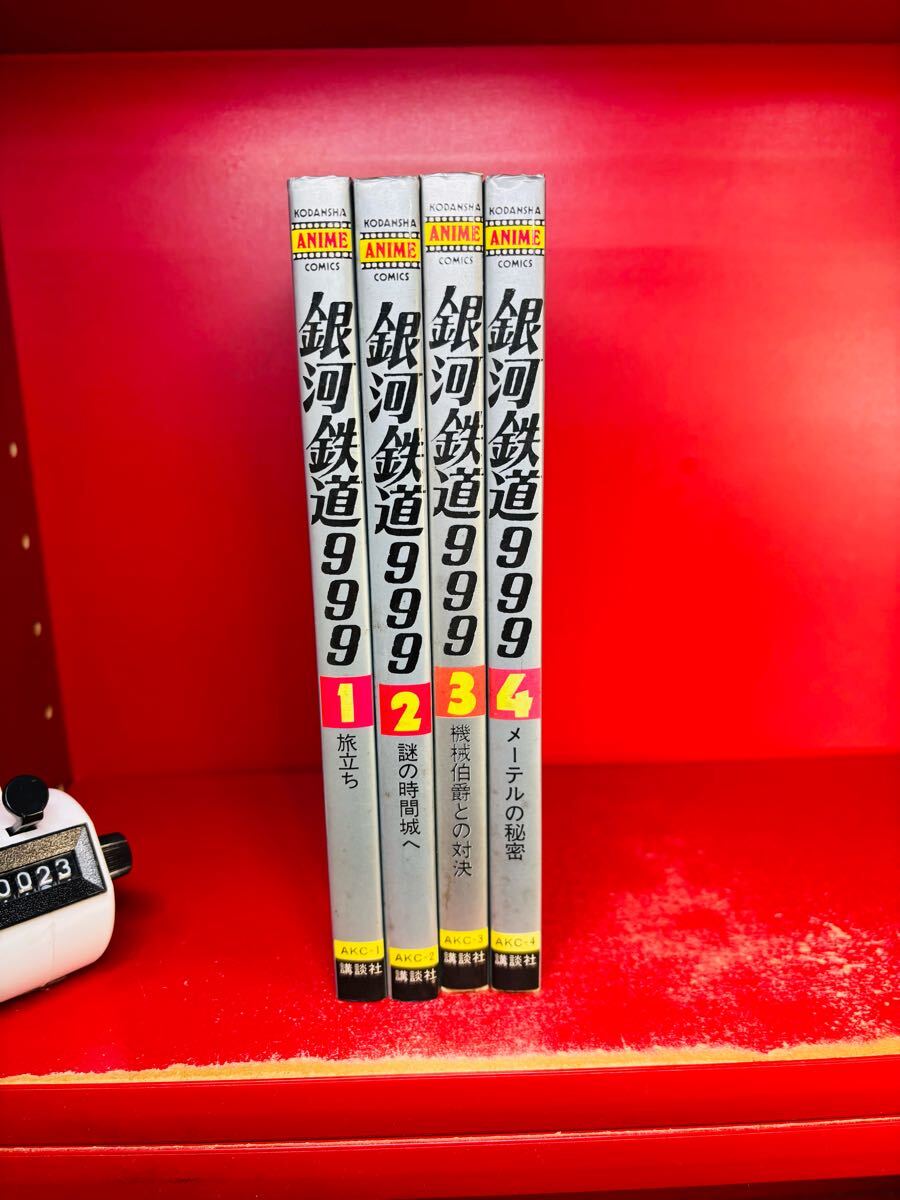 KODANSHA
ANIME
COMICS
銀河鉄道999
1
旅立ち
AKC-1
講談社
KODANSHA
ANIME
COMICS
銀河鉄道999
2
謎の時間城へ
AKC-2
講談社
KODANSHA
ANIME
COMICS
銀河鉄道999
3
機械伯爵との対決
AKC-3
講談社
KODANSHA
ANIME
COMICS
銀河鉄道999
4
メーテルの秘密
AKC-4
講談社
0023